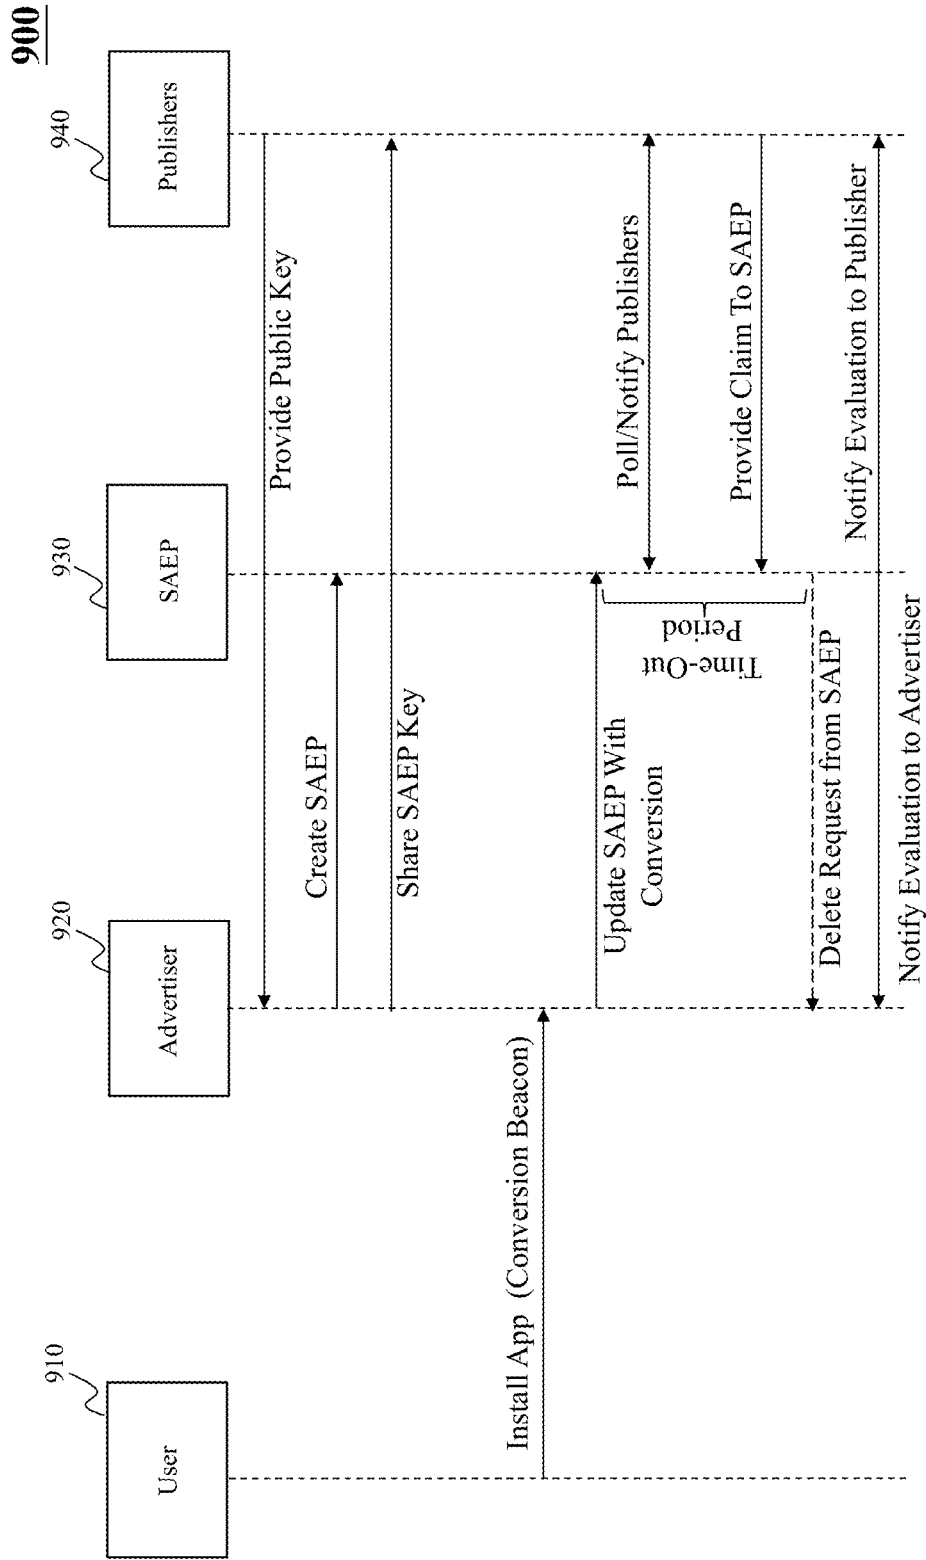 900
910
920
930
940
User
Advertiser
SAEP
Publishers
Provide Public Key
Create SAEP
Share SAEP Key
Install App (Conversion Beacon)
Update SAEP With
Conversion
Poll/Notify Publishers
Time-Out
Period
Provide Claim To SAEP
Delete Request from SAEP
Notify Evaluation to Advertiser
Notify Evaluation to Publisher